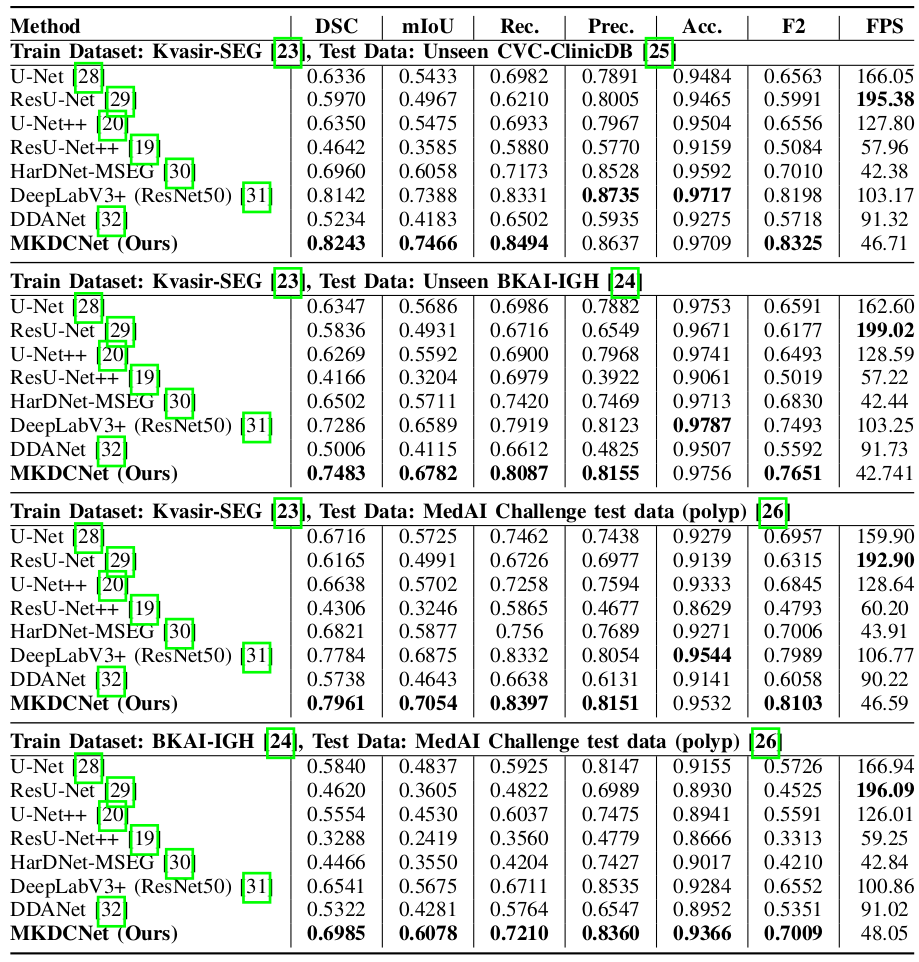 Method DSC mIoU Rec. Prec. Acc. F2 FPS
Train Dataset: Kvasir-SEG [23], Test Data: Unseen CVC-ClinicDB [25]
U-Net [28] 0.6336 0.5433 0.6982 0.7891 0.9484 0.6563 166.05
ResU-Net [29] 0.5970 0.4967 0.6210 0.8005 0.9465 0.5991 195.38
U-Net++ [20] 0.6350 0.5475 0.6933 0.7967 0.9504 0.6556 127.80
ResU-Net++ [19] 0.4642 0.3585 0.5880 0.5770 0.9159 0.5084 57.96
HarDNet-MSEG [30] 0.6960 0.6058 0.7173 0.8528 0.9592 0.7010 42.38
DeepLabV3+ (ResNet50) [31] 0.8142 0.7388 0.8331 0.8735 0.9717 0.8198 103.17
DDANet [32] 0.5234 0.4183 0.6502 0.5935 0.9275 0.5718 91.32
MKDCNet (Ours) 0.8243 0.7466 0.8494 0.8637 0.9709 0.8325 46.71
Train Dataset: Kvasir-SEG [23], Test Data: Unseen BKAI-IGH [24]
U-Net [28] 0.6347 0.5686 0.6986 0.7882 0.9753 0.6591 162.60
ResU-Net [29] 0.5836 0.4931 0.6716 0.6549 0.9671 0.6177 199.02
U-Net++ [20] 0.6269 0.5592 0.6900 0.7968 0.9741 0.6493 128.59
ResU-Net++ [19] 0.4166 0.3204 0.6979 0.3922 0.9061 0.5019 57.22
HarDNet-MSEG [30] 0.6502 0.5711 0.7420 0.7469 0.9713 0.6830 42.44
DeepLabV3+ (ResNet50) [31] 0.7286 0.6589 0.7919 0.8123 0.9787 0.7493 103.25
DDANet [32] 0.5006 0.4115 0.6612 0.4825 0.9507 0.5592 91.73
MKDCNet (Ours) 0.7483 0.6782 0.8087 0.8155 0.9756 0.7651 42.741
Train Dataset: Kvasir-SEG [23], Test Data: MedAI Challenge test data (polyp) [26]
U-Net [28] 0.6716 0.5725 0.7462 0.7438 0.9279 0.6957 159.90
ResU-Net [29] 0.6165 0.4991 0.6726 0.6977 0.9139 0.6315 192.90
U-Net++ [20] 0.6638 0.5702 0.7258 0.7594 0.9333 0.6845 128.64
ResU-Net++ [19] 0.4306 0.3246 0.5865 0.4677 0.8629 0.4793 60.20
HarDNet-MSEG [30] 0.6821 0.5877 0.756 0.7689 0.9271 0.7006 43.91
DeepLabV3+ (ResNet50) [31] 0.7784 0.6875 0.8332 0.8054 0.9544 0.7989 106.77
DDANet [32] 0.5738 0.4643 0.6638 0.6131 0.9141 0.6058 90.22
MKDCNet (Ours) 0.7961 0.7054 0.8397 0.8151 0.9532 0.8103 46.59
Train Dataset: BKAI-IGH [24], Test Data: MedAI Challenge test data (polyp) [26]
U-Net [28] 0.5840 0.4837 0.5925 0.8147 0.9155 0.5726 166.94
ResU-Net [29] 0.4620 0.3605 0.4822 0.6989 0.8930 0.4525 196.09
U-Net++ [20] 0.5554 0.4530 0.6037 0.7475 0.8941 0.5591 126.01
ResU-Net++ [19] 0.3288 0.2419 0.3560 0.4779 0.8666 0.3313 59.25
HarDNet-MSEG [30] 0.4466 0.3550 0.4204 0.7427 0.9017 0.4210 42.84
DeepLabV3+ (ResNet50) [31] 0.6541 0.5675 0.6711 0.8535 0.9284 0.6552 100.86
DDANet [32] 0.5322 0.4281 0.5764 0.6547 0.8952 0.5351 91.02
MKDCNet (Ours) 0.6985 0.6078 0.7210 0.8360 0.9366 0.7009 48.05